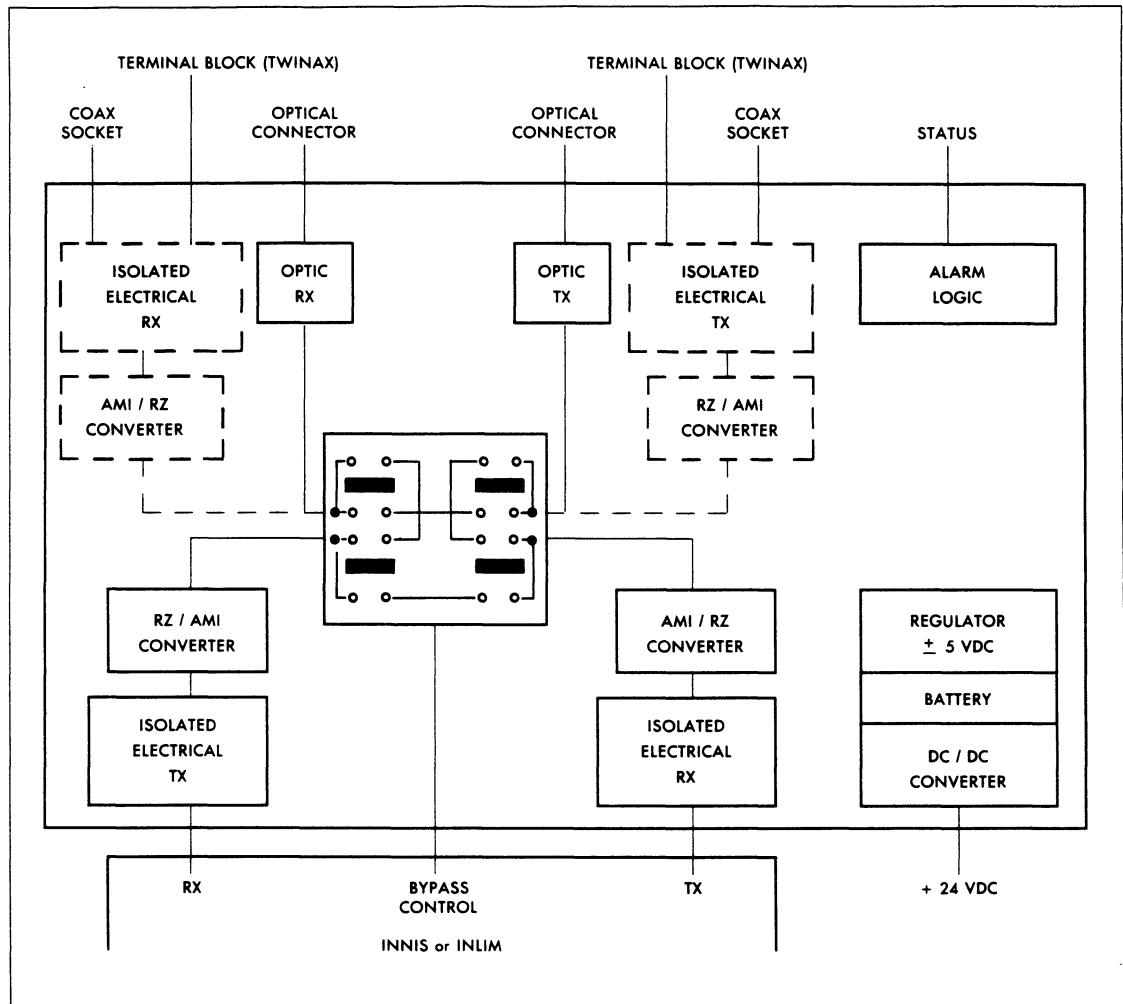 TERMINAL BLOCK (TWINAX)
TERMINAL BLOCK (TWINAX)
COAX
SOCKET
OPTICAL
CONNECTOR
OPTICAL
CONNECTOR
COAX
SOCKET
STATUS
ISOLATED
ELECTRICAL
RX
OPTIC
RX
OPTIC
TX
ISOLATED
ELECTRICAL
TX
ALARM
LOGIC
AMI / RZ
CONVERTER
RZ / AMI
CONVERTER
RZ / AMI
CONVERTER
AMI / RZ
CONVERTER
REGULATOR
± 5 VDC
BATTERY
ISOLATED
ELECTRICAL
TX
ISOLATED
ELECTRICAL
RX
DC / DC
CONVERTER
RX
BYPASS
CONTROL
TX
+ 24 VDC
INNIS or INLIM